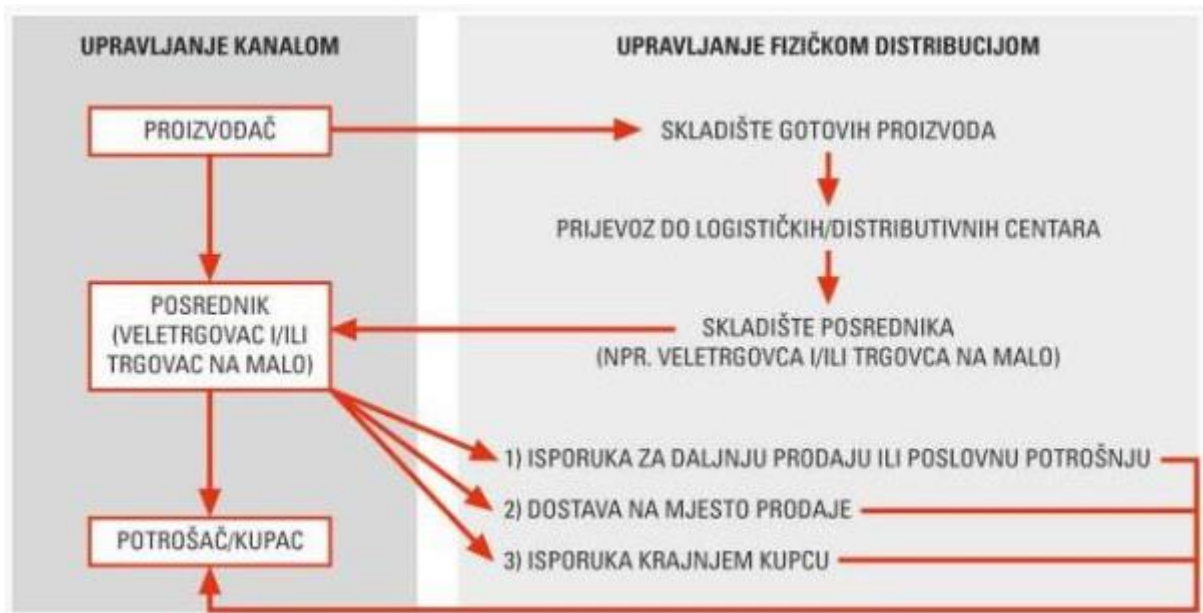 UPRAVLJANJE KANALOM
UPRAVLJANJE FIZIČKOM DISTRIBUCIJOM
PROIZVOĐAČ
SKLADIŠTE GOTOVIH PROIZVODA
PRIJEVOZ DO LOGISTIČKIH/DISTRIBUTIVNIH CENTARA
POSREDNIK
(VELETRGOVAC I/ILI
TRGOVAC NA MALO)
SKLADIŠTE POSREDNIKA
(NPR. VELETRGOVCA I/ILI TRGOVCA NA MALO)
1) ISPORUKA ZA DALJNJU PRODAJU ILI POSLOVNU POTROŠNJU
2) DOSTAVA NA MJESTO PRODAJE
3) ISPORUKA KRAJNJEM KUPCU
POTROŠAČ/KUPAC